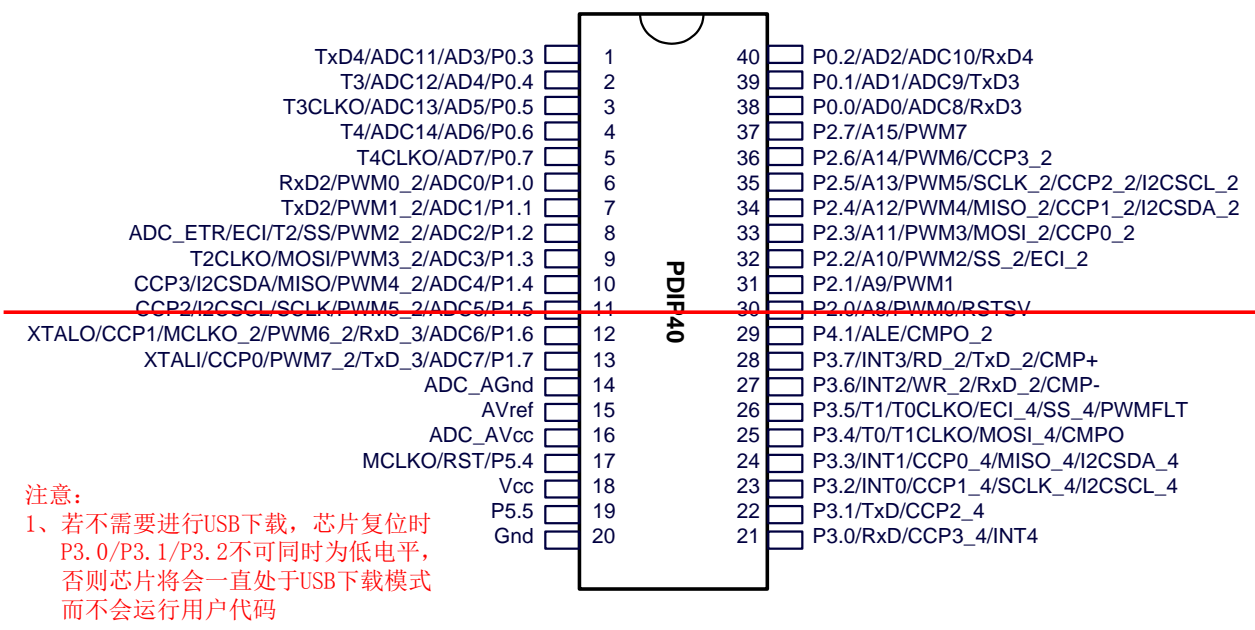 TxD4/ADC11/AD3/P0.3 1 40 P0.2/AD2/ADC10/RxD4
T3/ADC12/AD4/P0.4 2 39 P0.1/AD1/ADC9/TxD3
T3CLKO/ADC13/AD5/P0.5 3 38 P0.0/AD0/ADC8/RxD3
T4/ADC14/AD6/P0.6 4 37 P2.7/A15/PWM7
T4CLKO/AD7/P0.7 5 36 P2.6/A14/PWM6/CCP3_2
RxD2/PWM0_2/ADC0/P1.0 6 35 P2.5/A13/PWM5/SCLK_2/CCP2_2/I2CSCL_2
TxD2/PWM1_2/ADC1/P1.1 7 34 P2.4/A12/PWM4/MISO_2/CCP1_2/I2CSDA_2
ADC_ETR/ECI/T2/SS/PWM2_2/ADC2/P1.2 8 33 P2.3/A11/PWM3/MOSI_2/CCP0_2
T2CLKO/MOSI/PWM3_2/ADC3/P1.3 9 32 P2.2/A10/PWM2/SS_2/ECI_2
CCP3/I2CSDA/MISO/PWM4_2/ADC4/P1.4 10 31 P2.1/A9/PWM1
CCP2/I2CSCL/SCLK/PWM5_2/ADC5/P1.5 11 30 P2.0/A8/PWM0/RSTSV
XTALO/CCP1/MCLKO_2/PWM6_2/RxD_3/ADC6/P1.6 12 29 P4.1/ALE/CMPO_2
XTALI/CCP0/PWM7_2/TxD_3/ADC7/P1.7 13 28 P3.7/INT3/RD_2/TxD_2/CMP+
ADC_AGnd 14 27 P3.6/INT2/WR_2/RxD_2/CMP-
AVref 15 26 P3.5/T1/T0CLKO/ECI_4/SS_4/PWMFLT
ADC_AVcc 16 25 P3.4/T0/T1CLKO/MOSI_4/CMPO
MCLKO/RST/P5.4 17 24 P3.3/INT1/CCP0_4/MISO_4/I2CSDA_4
Vcc 18 23 P3.2/INT0/CCP1_4/SCLK_4/I2CSCL_4
P5.5 19 22 P3.1/TxD/CCP2_4
Gnd 20 21 P3.0/RxD/CCP3_4/INT4
PDIP40
注意：
1、若不需要进行USB下载，芯片复位时
P3.0/P3.1/P3.2不可同时为低电平，
否则芯片将会一直处于USB下载模式
而不会运行用户代码